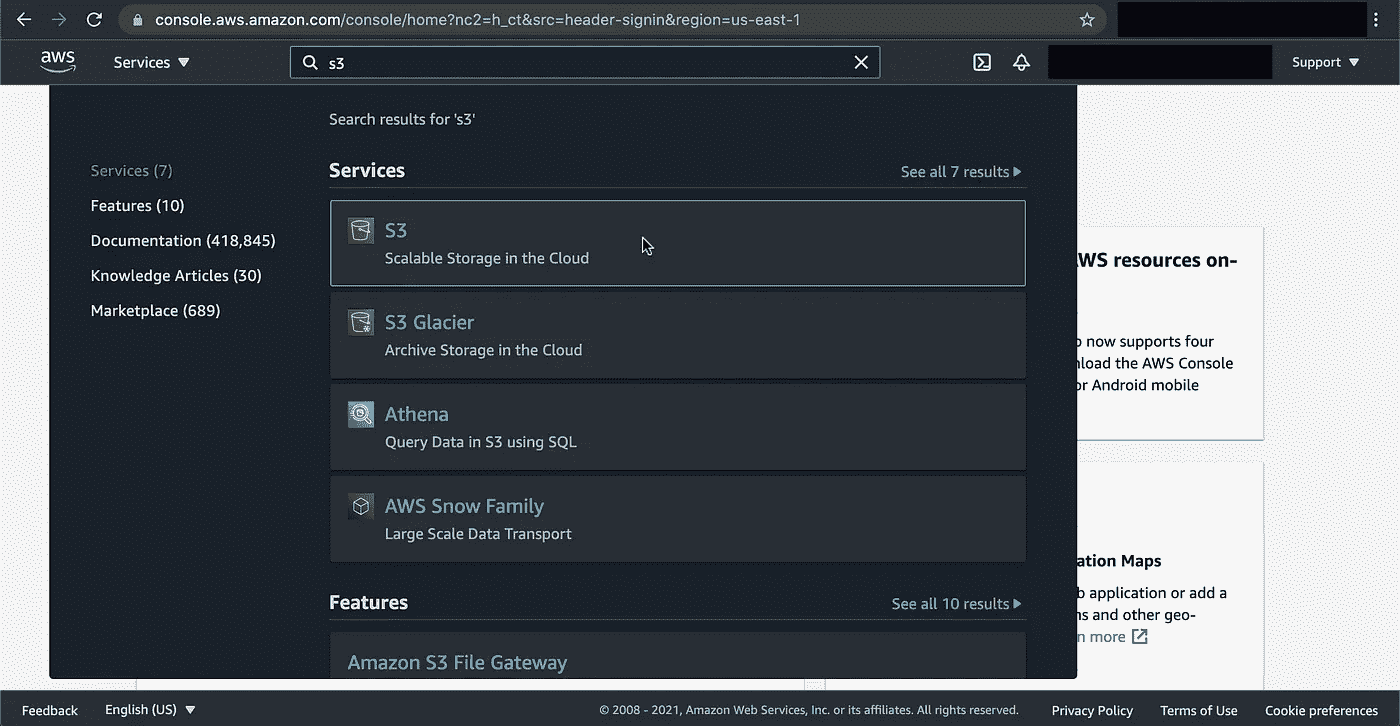 console.aws.amazon.com/console/home?nc2=h_ct&src=header-signin&region=us-east-1
aws
Services
s3
Support
Search results for 's3'
Services (7)
Features (10)
Documentation (418,845)
Knowledge Articles (30)
Marketplace (689)
Services
See all 7 results
S3
Scalable Storage in the Cloud
S3 Glacier
Archive Storage in the Cloud
Athena
Query Data in S3 using SQL
AWS Snow Family
Large Scale Data Transport
Features
See all 10 results
Amazon S3 File Gateway
AWS resources on-
now supports four
the AWS Console
or Android mobile
Maps
application or add a
and other geo-
more
Feedback
English (US)
© 2008 - 2021, Amazon Web Services, Inc. or its affiliates. All rights reserved.
Privacy Policy
Terms of Use
Cookie preferences